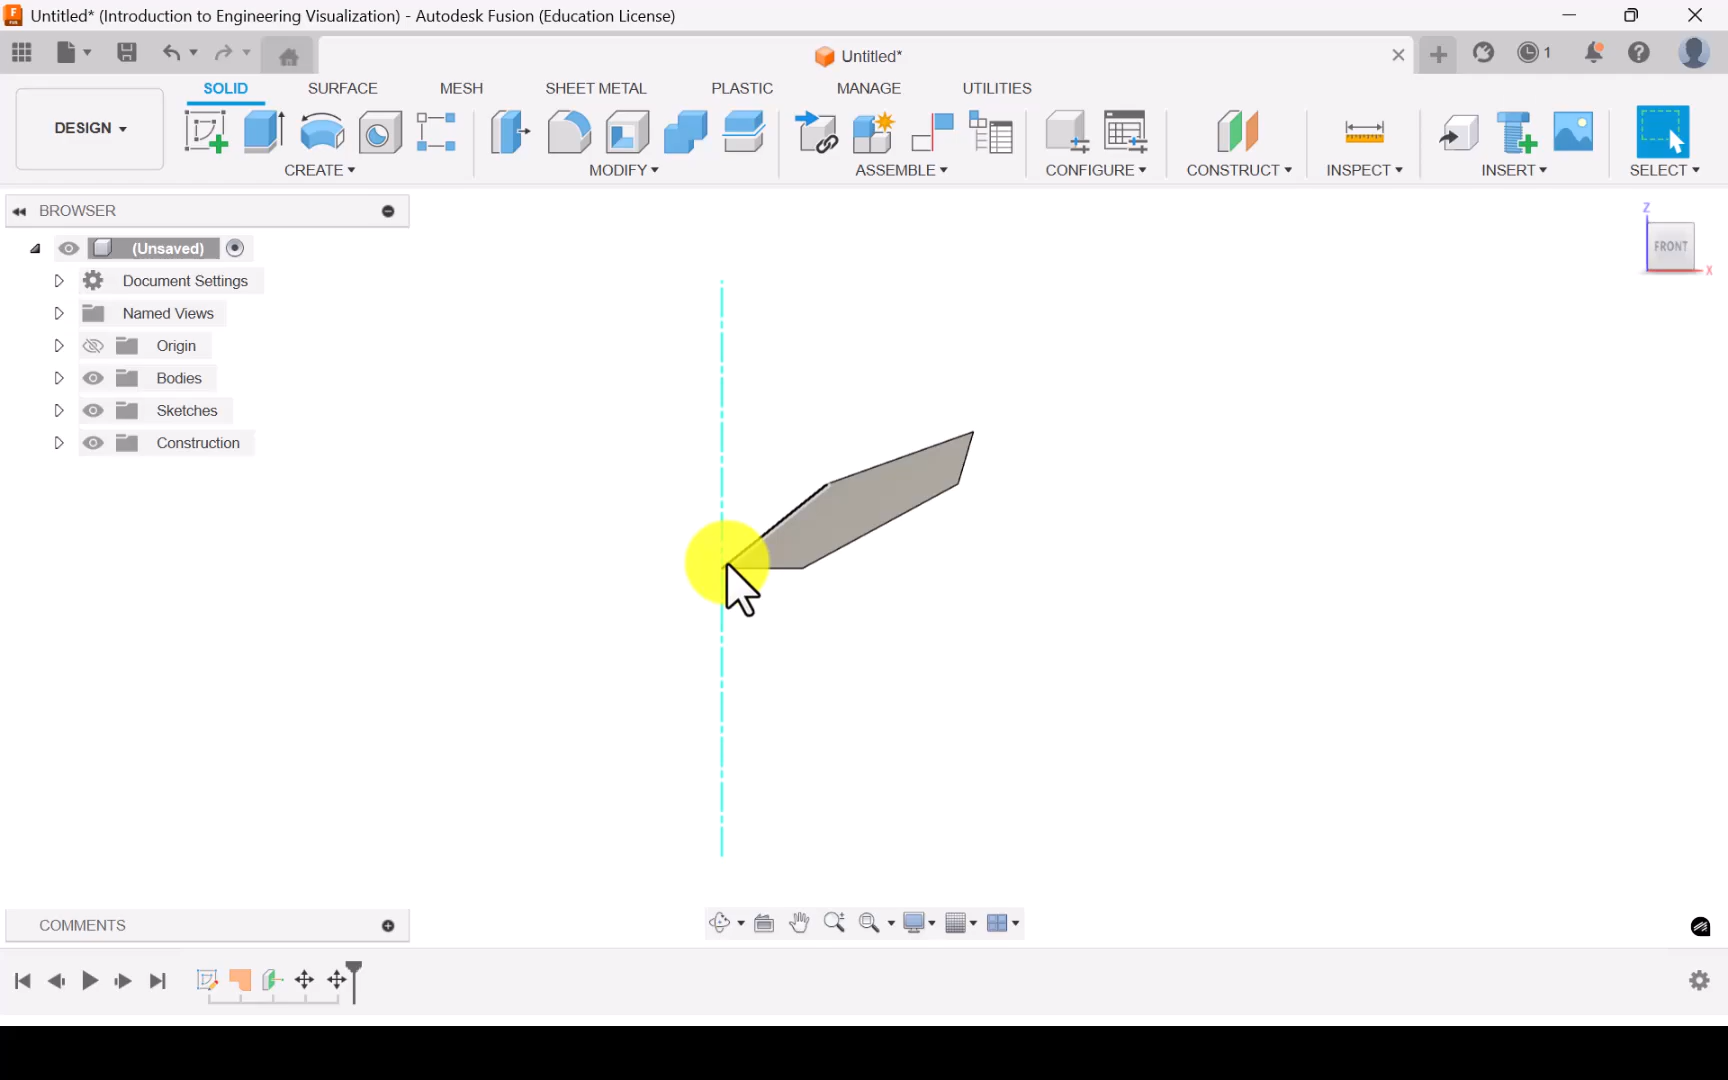 Untitled* (Introduction to Engineering Visualization) - Autodesk Fusion (Education License)
Untitled*
1
SOLID
SURFACE
MESH
SHEET METAL
PLASTIC
MANAGE
UTILITIES
DESIGN
CREATE
MODIFY
ASSEMBLE
CONFIGURE
CONSTRUCT
INSPECT
INSERT
SELECT
BROWSER
(Unsaved)
Document Settings
Named Views
Origin
Bodies
Sketches
Construction
Z
FRONT
X
COMMENTS